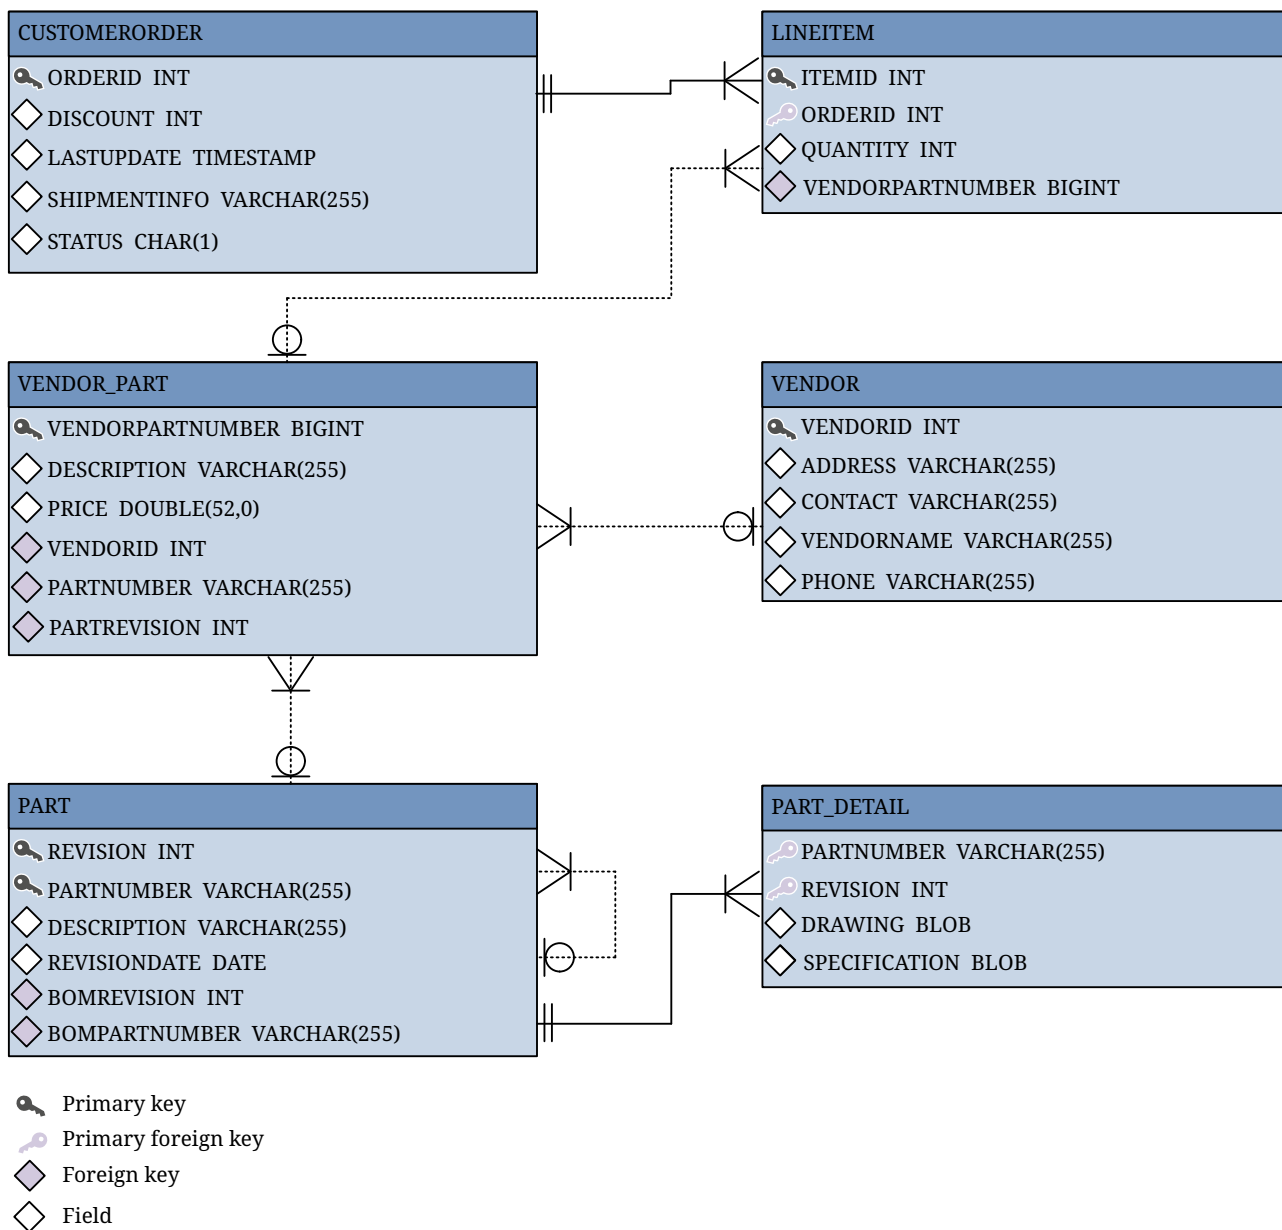 CUSTOMERORDER
ORDERID INT
DISCOUNT INT
LASTUPDATE TIMESTAMP
SHIPMENTINFO VARCHAR(255)
STATUS CHAR(1)
LINEITEM
ITEMID INT
ORDERID INT
QUANTITY INT
VENDORPARTNUMBER BIGINT
VENDOR_PART
VENDORPARTNUMBER BIGINT
DESCRIPTION VARCHAR(255)
PRICE DOUBLE(52,0)
VENDORID INT
PARTNUMBER VARCHAR(255)
PARTREVISION INT
VENDOR
VENDORID INT
ADDRESS VARCHAR(255)
CONTACT VARCHAR(255)
VENDORNAME VARCHAR(255)
PHONE VARCHAR(255)
PART
REVISION INT
PARTNUMBER VARCHAR(255)
DESCRIPTION VARCHAR(255)
REVISIONDATE DATE
BOMREVISION INT
BOMPARTNUMBER VARCHAR(255)
PART_DETAIL
PARTNUMBER VARCHAR(255)
REVISION INT
DRAWING BLOB
SPECIFICATION BLOB
Primary key
Primary foreign key
Foreign key
Field